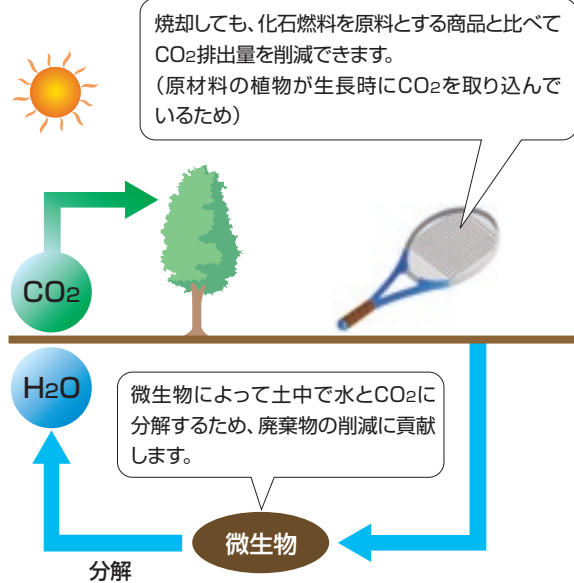 焼却しても、化石燃料を原料とする商品と比べて
CO2排出量を削減できます。
（原材料の植物が生長時にCO2を取り込んで
いるため）
CO2
H2O
微生物によって土中で水とCO2に
分解するため、廃棄物の削減に貢献
します。
微生物
分解